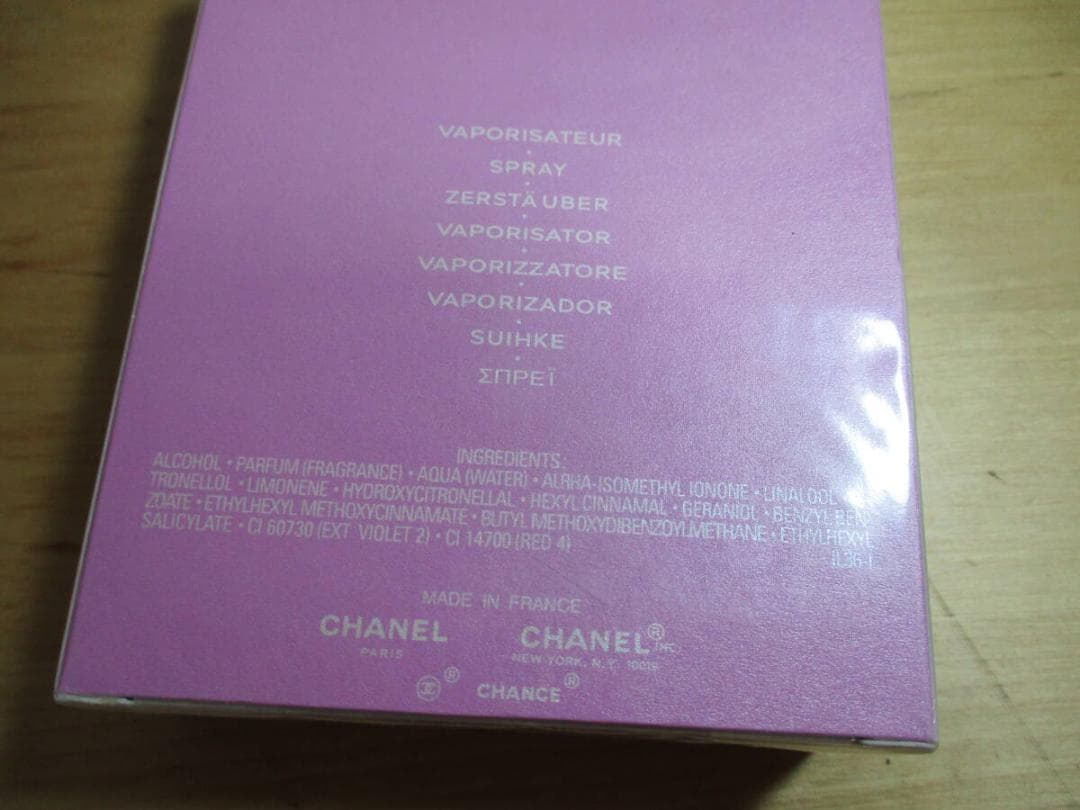 VAPORISATEUR
SPRAY
ZERSTÄUBER
VAPORISATOR
VAPORIZZATORE
VAPORIZADOR
SUIHKE
ΣΠΡΕΪ
INGREDIENTS:
ALCOHOL • PARFUM (FRAGRANCE) • AQUA (WATER) • ALPHA-ISOMETHYL IONONE • LINALOOL
TRONELLOL • LIMONENE • HYDROXYCITRONELLAL • HEXYL CINNAMAL • GERANIOL • BENZYL BEN-
ZOATE • ETHYLHEXYL METHOXYCINNAMATE • BUTYL METHOXYDIBENZOYLMETHANE • ETHYLHEXYL
SALICYLATE • CI 60730 (EXT VIOLET 2) • CI 14700 (RED 4)
MADE IN FRANCE
CHANEL CHANEL® INC.
PARIS NEW YORK, N.Y. 10019
® CHANCE®